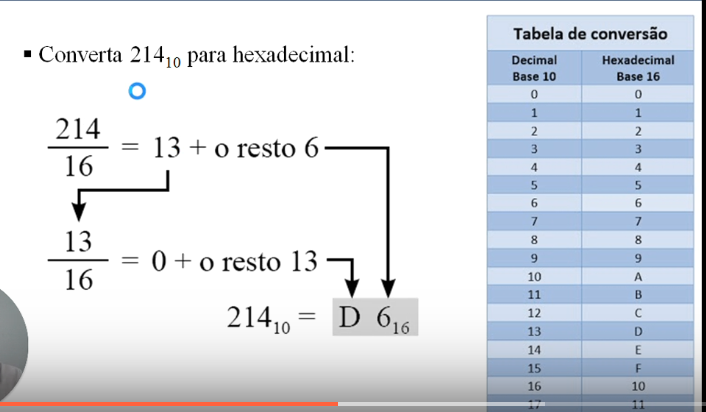 ▪ Converta 214₁₀ para hexadecimal:
214
16
= 13 + o resto 6
13
16
= 0 + o resto 13
214₁₀ = D 6₁₆
Tabela de conversão
Decimal Base 10 Hexadecimal Base 16
0 0
1 1
2 2
3 3
4 4
5 5
6 6
7 7
8 8
9 9
10 A
11 B
12 C
13 D
14 E
15 F
16 10
17 11